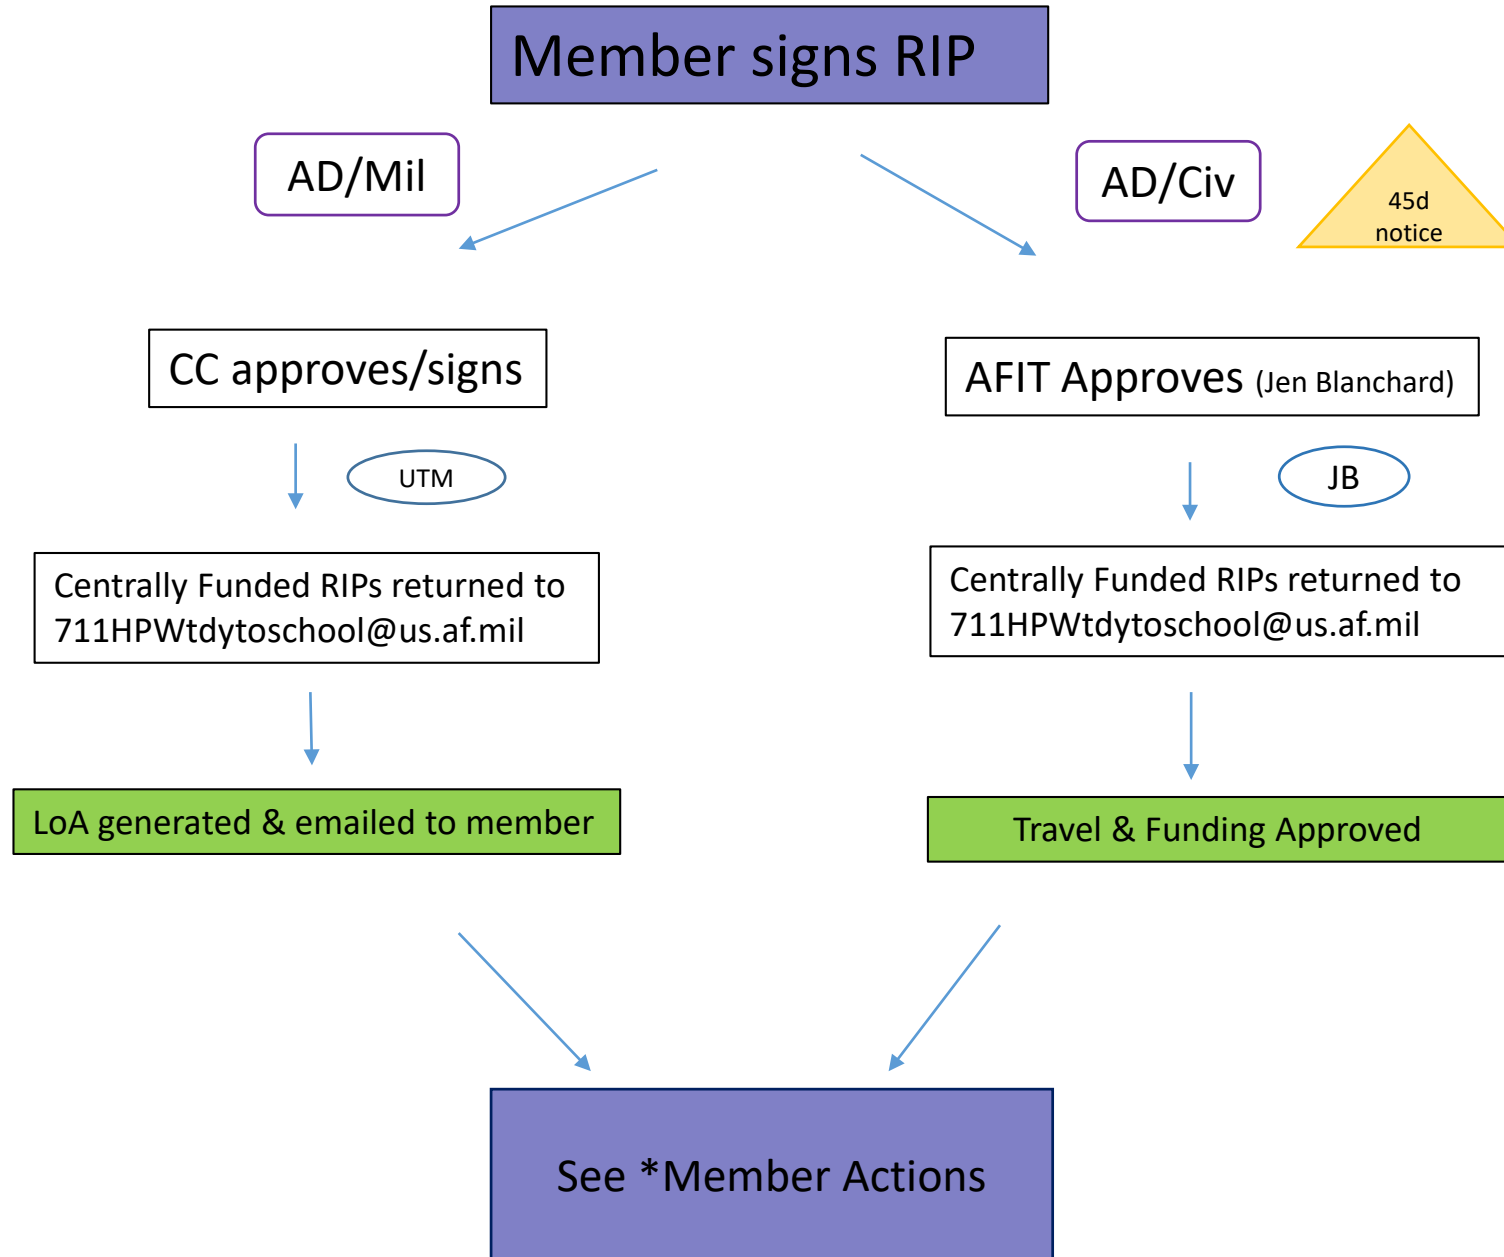 Member signs RIP
AD/Mil
AD/Civ
45d
notice
CC approves/signs
AFIT Approves (Jen Blanchard)
UTM
JB
Centrally Funded RIPs returned to
711HPWtdytoschool@us.af.mil
Centrally Funded RIPs returned to
711HPWtdytoschool@us.af.mil
LoA generated & emailed to member
Travel & Funding Approved
See *Member Actions